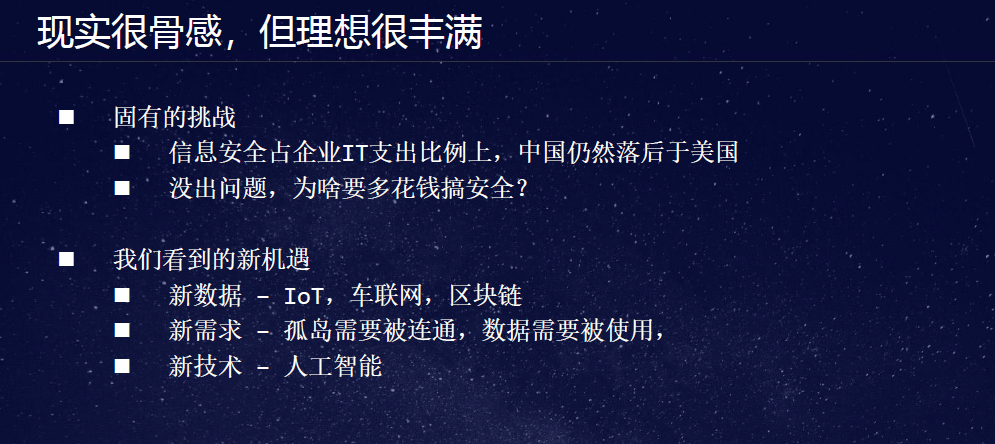 现实很骨感，但理想很丰满
■ 固有的挑战
■ 信息安全占企业IT支出比例上，中国仍然落后于美国
■ 没出问题，为啥要多花钱搞安全？
■ 我们看到的新机遇
■ 新数据 – IoT，车联网，区块链
■ 新需求 – 孤岛需要被连通，数据需要被使用，
■ 新技术 – 人工智能